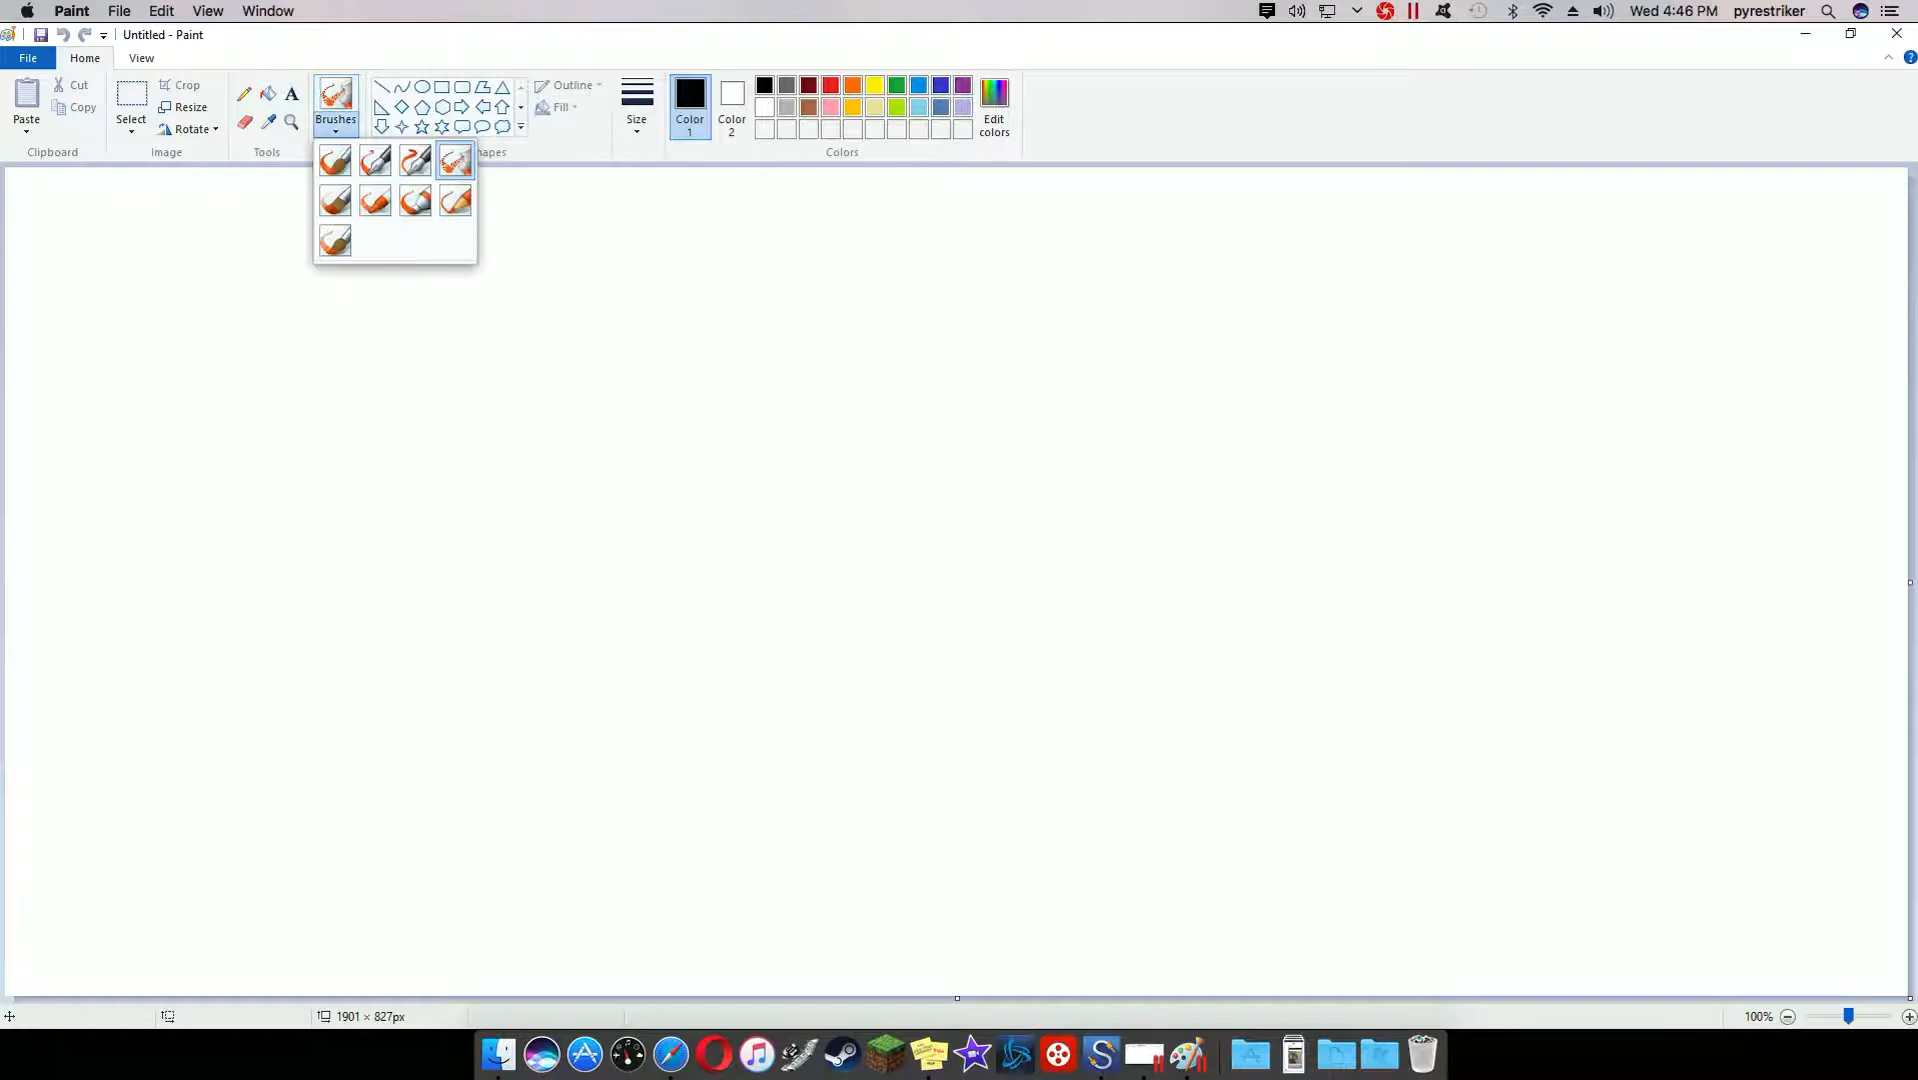 Paint File Edit View Window Wed 4:46 PM pyrestriker
Untitled - Paint
File Home View
Paste
Cut
Copy
Clipboard
Select
Crop
Resize
Rotate
Image
A
Tools
Brushes
hapes
Outline
Fill
Size
Color 1
Color 2
Edit colors
Colors
1901 × 827px 100%